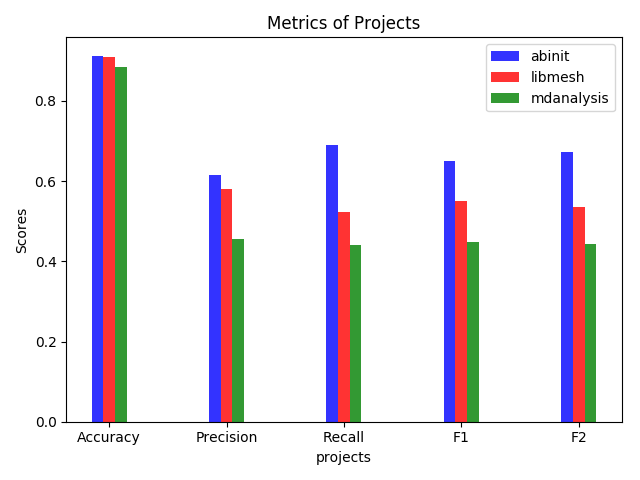 Metrics of Projects
abinit
libmesh
mdanalysis
Scores
0.8
0.6
0.4
0.2
0.0
Accuracy Precision Recall F1 F2
projects